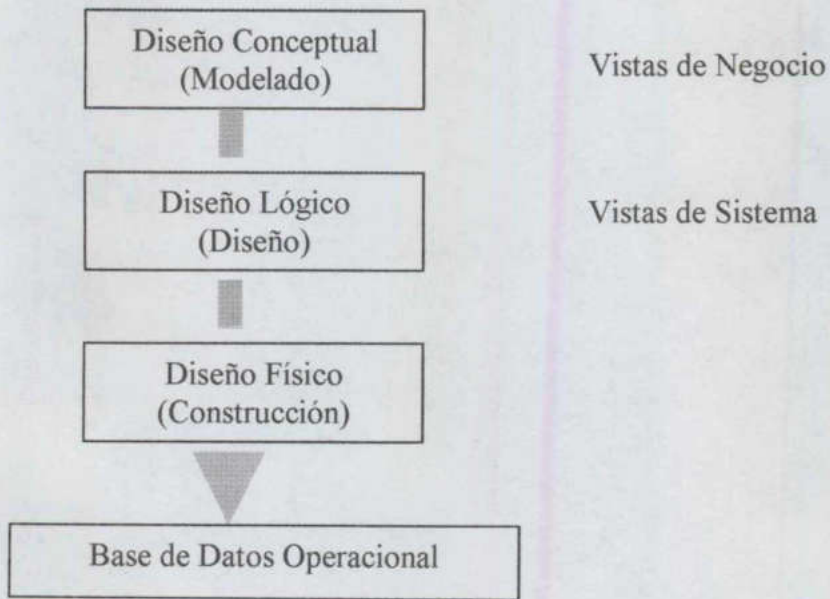 Diseño Conceptual
(Modelado)
Vistas de Negocio
Diseño Lógico
(Diseño)
Vistas de Sistema
Diseño Físico
(Construcción)
Base de Datos Operacional